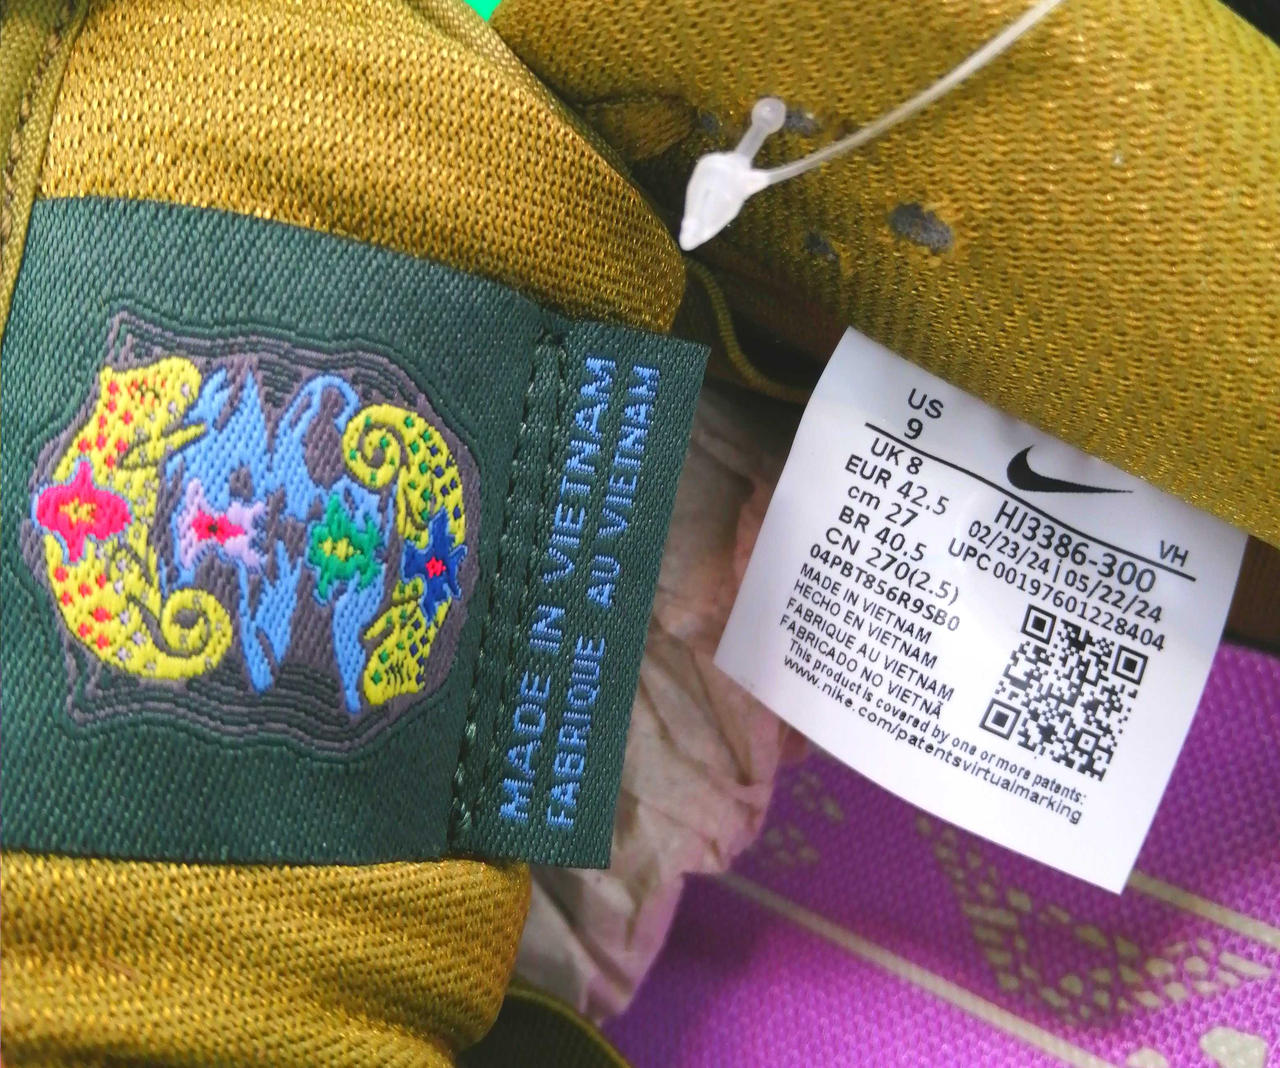 MADE IN VIETNAM
FABRIQUE AU VIETNAM
US
9
UK 8
EUR 42.5
cm 27
BR 40.5
CN 270(2.5)
04PBT856R9SB0
HJ3386-300
VH
02/23/24 | 05/22/24
UPC 00197601228404
MADE IN VIETNAM
HECHO EN VIETNAM
FABRIQUE AU VIETNAM
FABRICADO NO VIETNÃ
This product is covered by one or more patents:
www.nike.com/patentsvirtualmarking